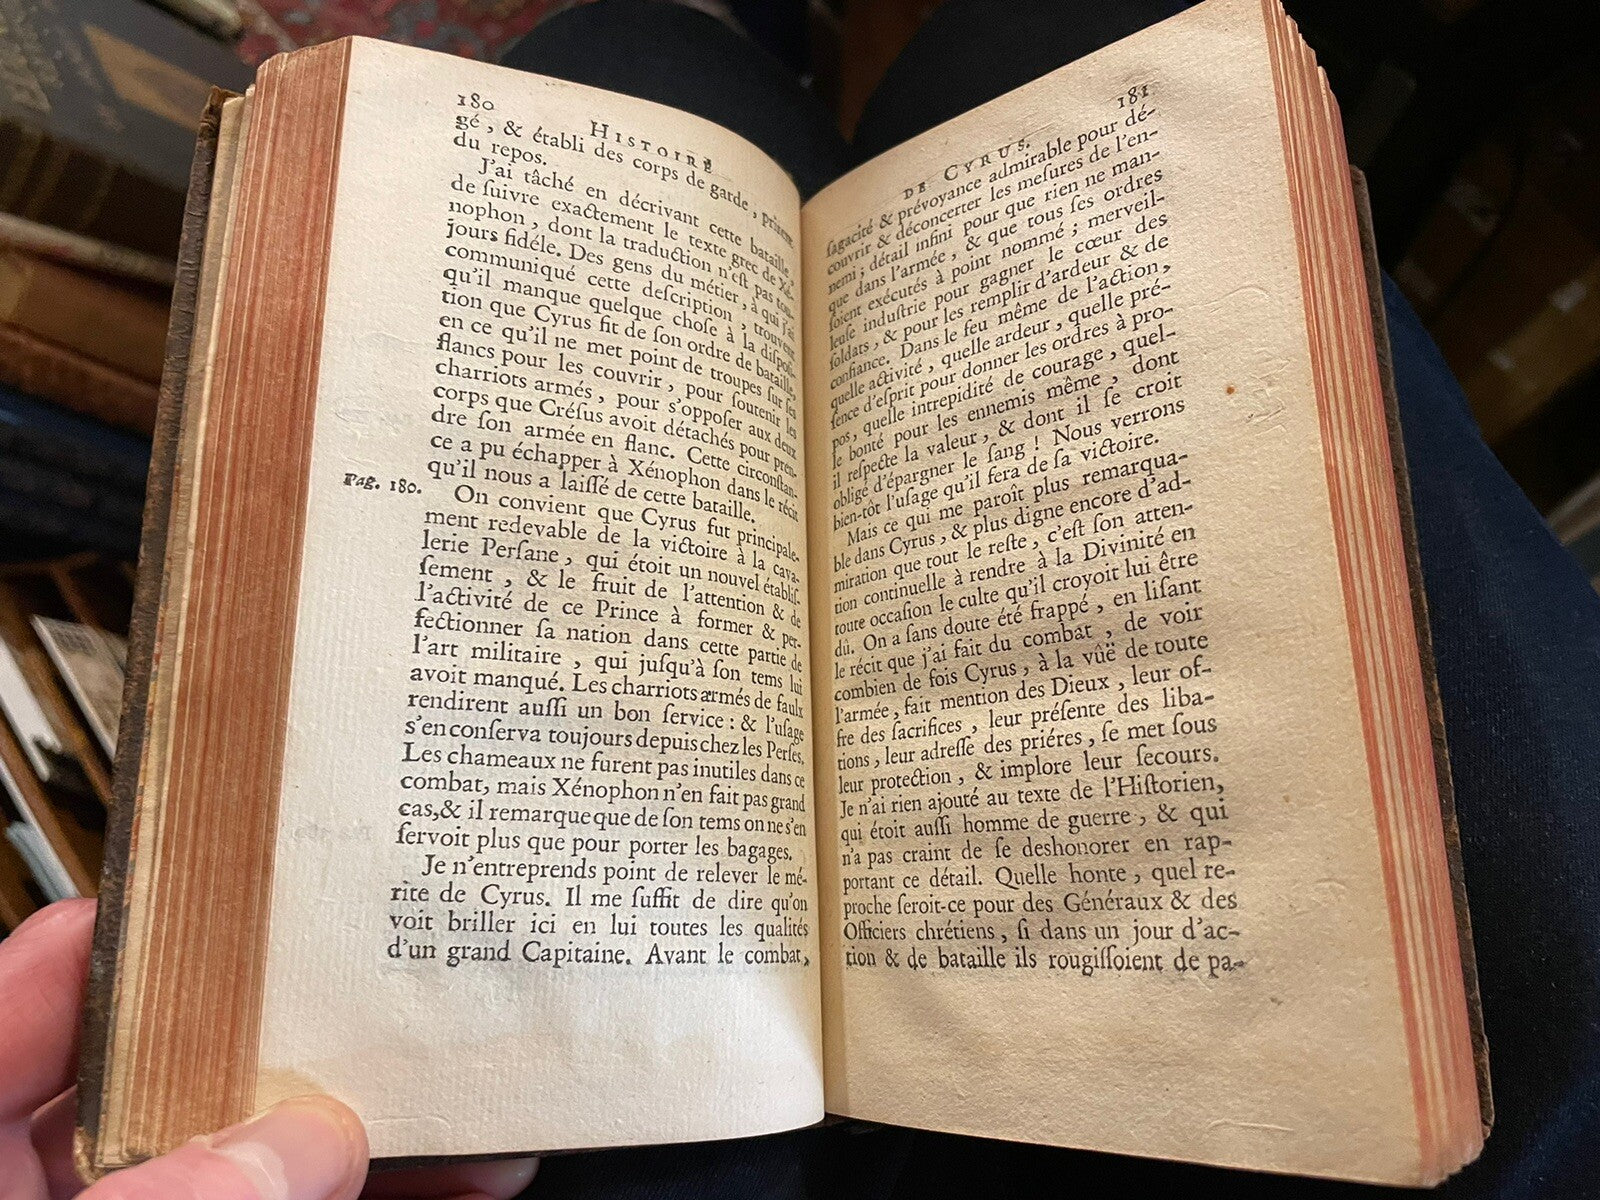 180
HISTOIRE
gé, & établi des corps de garde, prirent
du repos.
J'ai tâché en décrivant cette bataille,
de ſuivre exactement le texte grec de Xé-
nophon, dont la traduction n'eſt pas tou-
jours fidéle. Des gens du métier, à qui j'ai
communiqué cette deſcription, trouvent
qu'il manque quelque choſe à la diſpoſi-
tion que Cyrus fit de ſon ordre de bataille,
en ce qu'il ne met point de troupes ſur ſes
flancs pour les couvrir, pour ſoutenir les
charriots armés, pour s'oppoſer aux deux
corps que Créſus avoit détachés pour pren-
dre ſon armée en flanc. Cette circonſtan-
ce a pu échapper à Xénophon dans le récit
qu'il nous a laiſſé de cette bataille.
Pag. 180.
On convient que Cyrus fut principale-
ment redevable de la victoire à la cava-
lerie Perſane, qui étoit un nouvel établiſ-
ſement, & le fruit de l'attention & de
l'activité de ce Prince à former & per-
fectionner ſa nation dans cette partie de
l'art militaire, qui juſqu'à ſon tems lui
avoit manqué. Les charriots armés de faulx
rendirent auſſi un bon ſervice : & l'uſage
s'en conſerva toujours depuis chez les Perſes.
Les chameaux ne furent pas inutiles dans ce
combat, mais Xénophon n'en fait pas grand
cas, & il remarque que de ſon tems on ne s'en
ſervoit plus que pour porter les bagages.
Je n'entreprends point de relever le mé-
rite de Cyrus. Il me ſuffit de dire qu'on
voit briller ici en lui toutes les qualités
d'un grand Capitaine. Avant le combat,
181
DE CYRUS.
ſagacité & prévoyance admirable pour dé-
couvrir & déconcerter les meſures de l'en-
nemi ; détail infini pour que rien ne man-
que dans l'armée, & que tous ſes ordres
ſoient exécutés à point nommé ; merveil-
leuſe induſtrie pour gagner le cœur des
ſoldats, & pour les remplir d'ardeur & de
confiance. Dans le feu même de l'action,
quelle activité, quelle ardeur, quelle pré-
ſence d'eſprit pour donner les ordres à pro-
pos, quelle intrepidité de courage, quel-
le bonté pour les ennemis même, dont
il reſpecte la valeur, & dont il ſe croit
obligé d'épargner le ſang ! Nous verrons
bien-tôt l'uſage qu'il fera de ſa victoire.
Mais ce qui me paroît plus remarqua-
ble dans Cyrus, & plus digne encore d'ad-
miration que tout le reſte, c'eſt ſon atten-
tion continuelle à rendre à la Divinité en
toute occaſion le culte qu'il croyoit lui être
dû. On a ſans doute été frappé, en liſant
le récit que j'ai fait du combat, de voir
combien de fois Cyrus, à la vûë de toute
l'armée, fait mention des Dieux, leur of-
fre des ſacrifices, leur préſente des liba-
tions, leur adreſſe des priéres, ſe met ſous
leur protection, & implore leur ſecours.
Je n'ai rien ajouté au texte de l'Hiſtorien,
qui étoit auſſi homme de guerre, & qui
n'a pas craint de ſe deshonorer en rap-
portant ce détail. Quelle honte, quel re-
proche ſeroit-ce pour des Généraux & des
Officiers chrétiens, ſi dans un jour d'ac-
tion & de bataille ils rougiſſoient de pa-